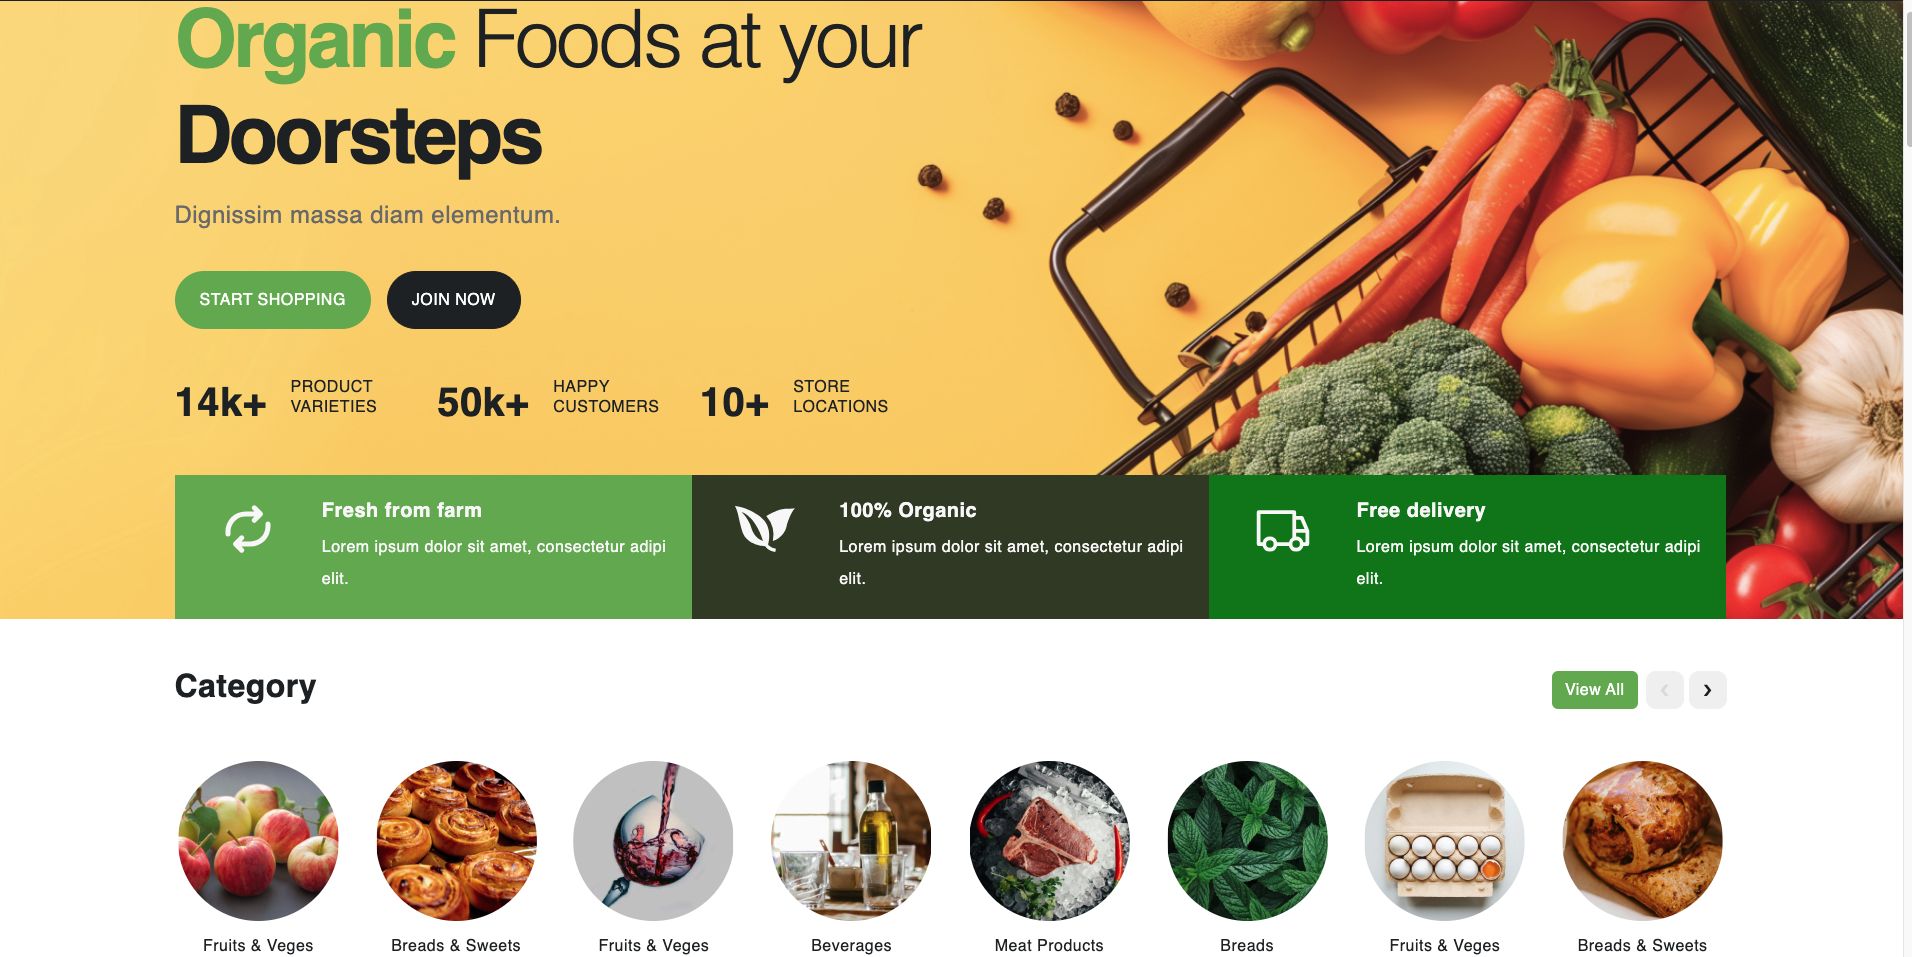 Organic Foods at your
Doorsteps
Dignissim massa diam elementum.
START SHOPPING
JOIN NOW
14k+
PRODUCT
VARIETIES
50k+
HAPPY
CUSTOMERS
10+
STORE
LOCATIONS
Fresh from farm
Lorem ipsum dolor sit amet, consectetur adipi
elit.
100% Organic
Lorem ipsum dolor sit amet, consectetur adipi
elit.
Free delivery
Lorem ipsum dolor sit amet, consectetur adipi
elit.
Category
View All
Fruits & Veges
Breads & Sweets
Fruits & Veges
Beverages
Meat Products
Breads
Fruits & Veges
Breads & Sweets